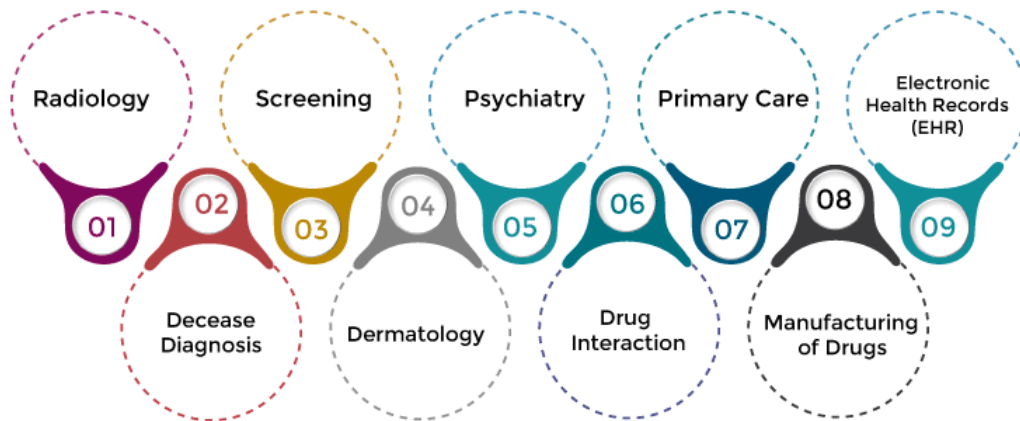 Radiology
01
02
Decease
Diagnosis
Screening
03
04
Dermatology
Psychiatry
05
06
Drug
Interaction
Primary Care
07
08
Manufacturing
of Drugs
Electronic
Health Records
(EHR)
09